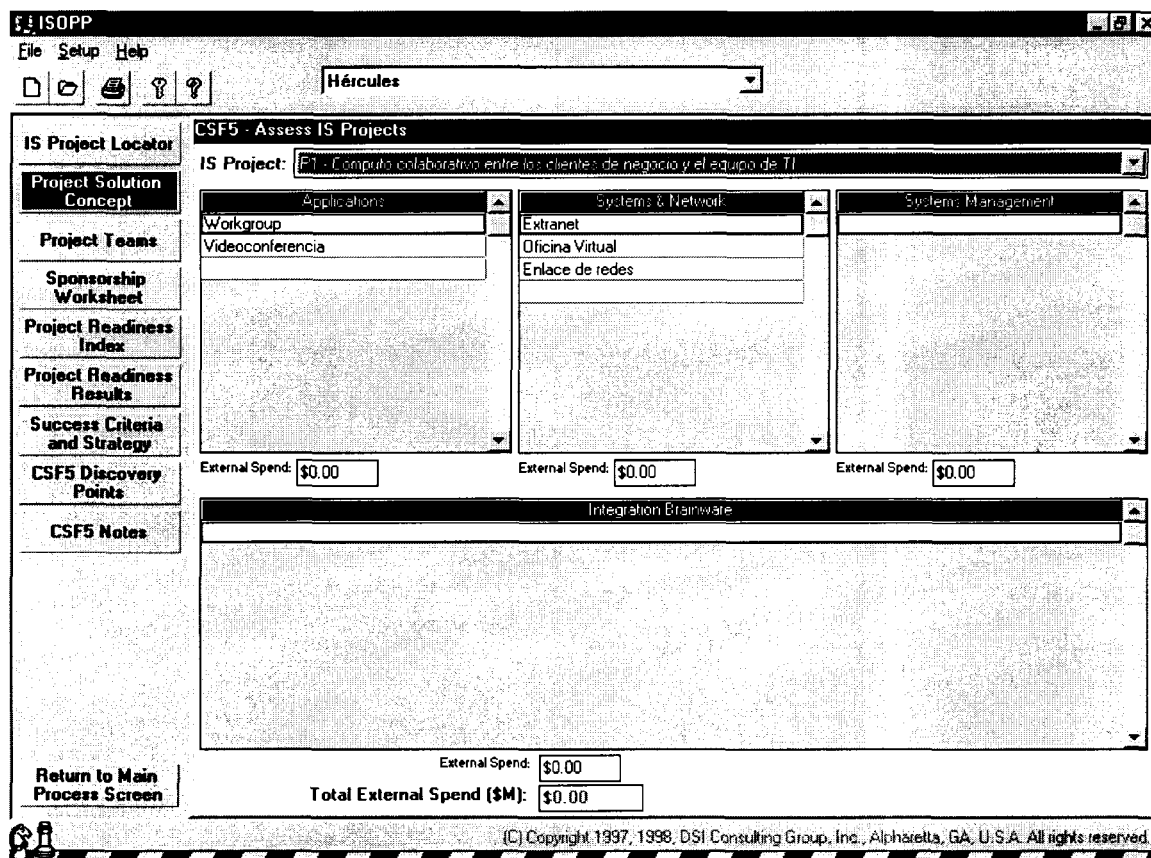 ISOPP
File Setup Help
Hércules
IS Project Locator
Project Solution
Concept
Project Teams
Sponsorship
Worksheet
Project Readiness
Index
Project Readiness
Results
Success Criteria
and Strategy
CSF5 Discovery
Points
CSF5 Notes
Return to Main
Process Screen
CSF5 - Assess IS Projects
IS Project: P1 - Cómputo colaborativo entre los clientes de negocio y el equipo de TI
Applications
Workgroup
Videoconferencia
External Spend: $0.00
Systems & Network
Extranet
Oficina Virtual
Enlace de redes
External Spend: $0.00
Systems Management
External Spend: $0.00
Integration Brainware
External Spend: $0.00
Total External Spend ($M): $0.00
(C) Copyright 1997, 1998, DSI Consulting Group, Inc., Alpharetta, GA, U.S.A. All rights reserved.